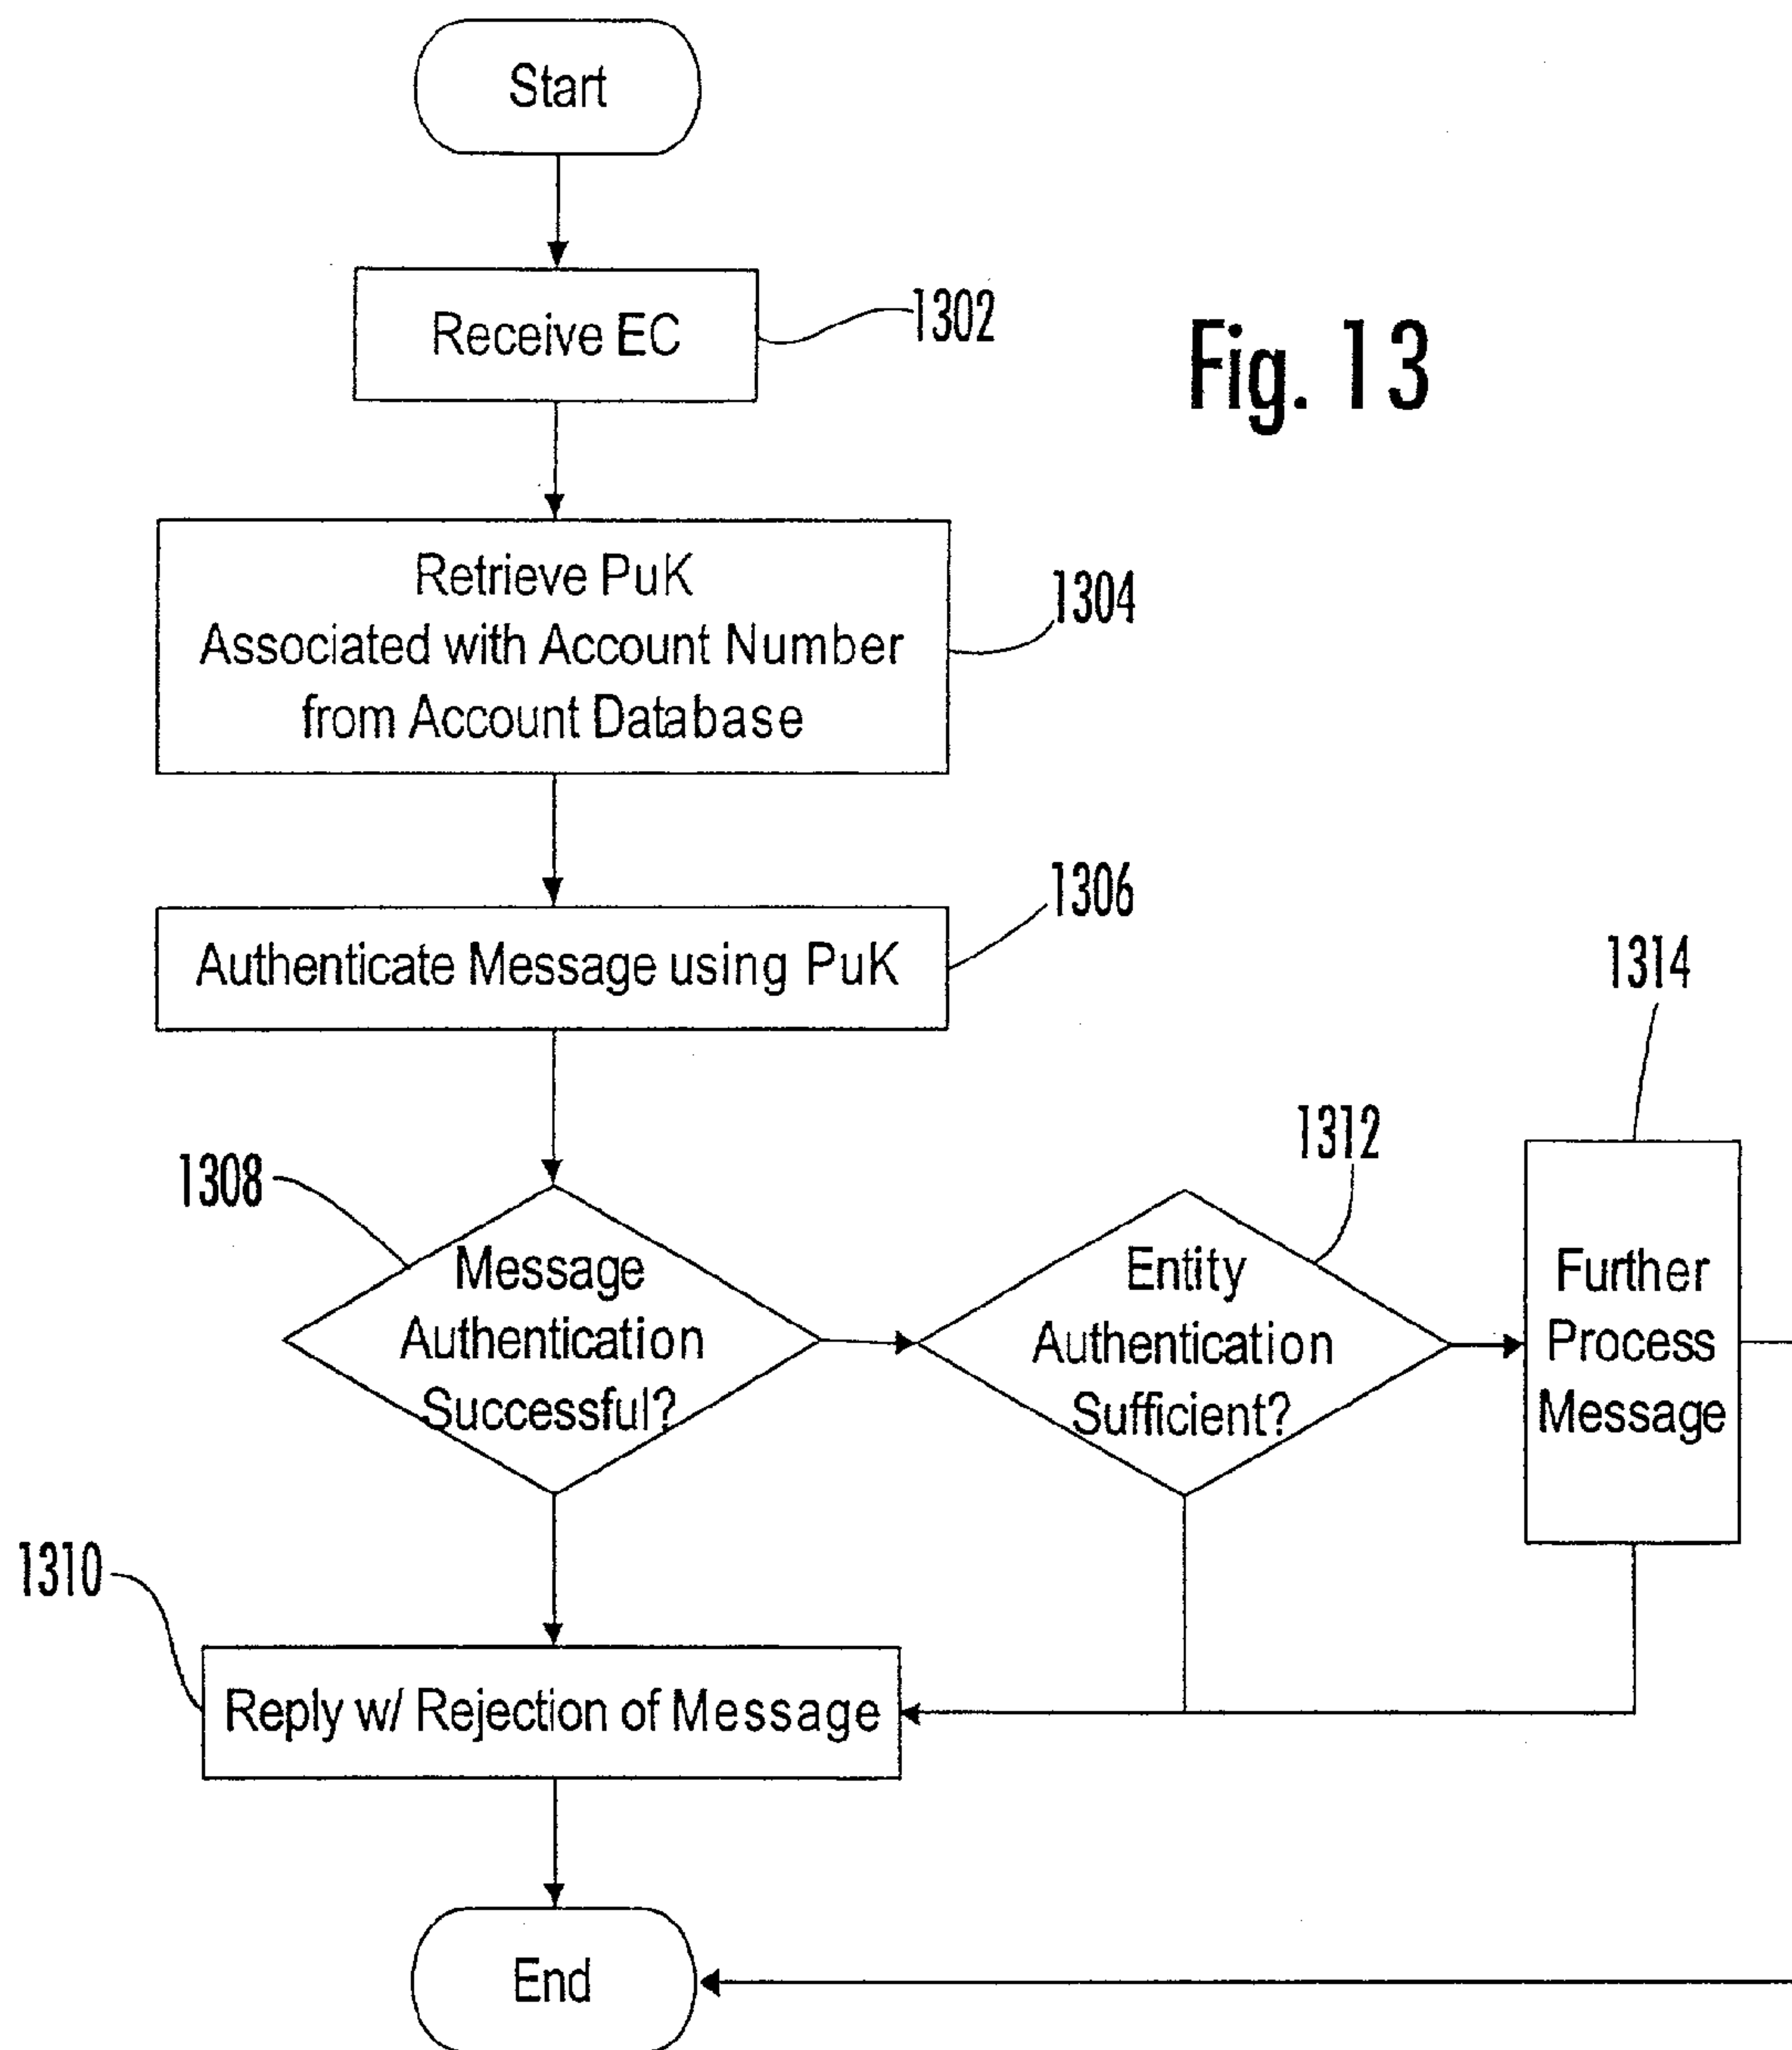 Start
Receive EC
1302
Fig. 13
Retrieve PuK
Associated with Account Number
from Account Database
1304
Authenticate Message using PuK
1306
1308
Message
Authentication
Successful?
1312
Entity
Authentication
Sufficient?
1314
Further
Process
Message
1310
Reply w/ Rejection of Message
End